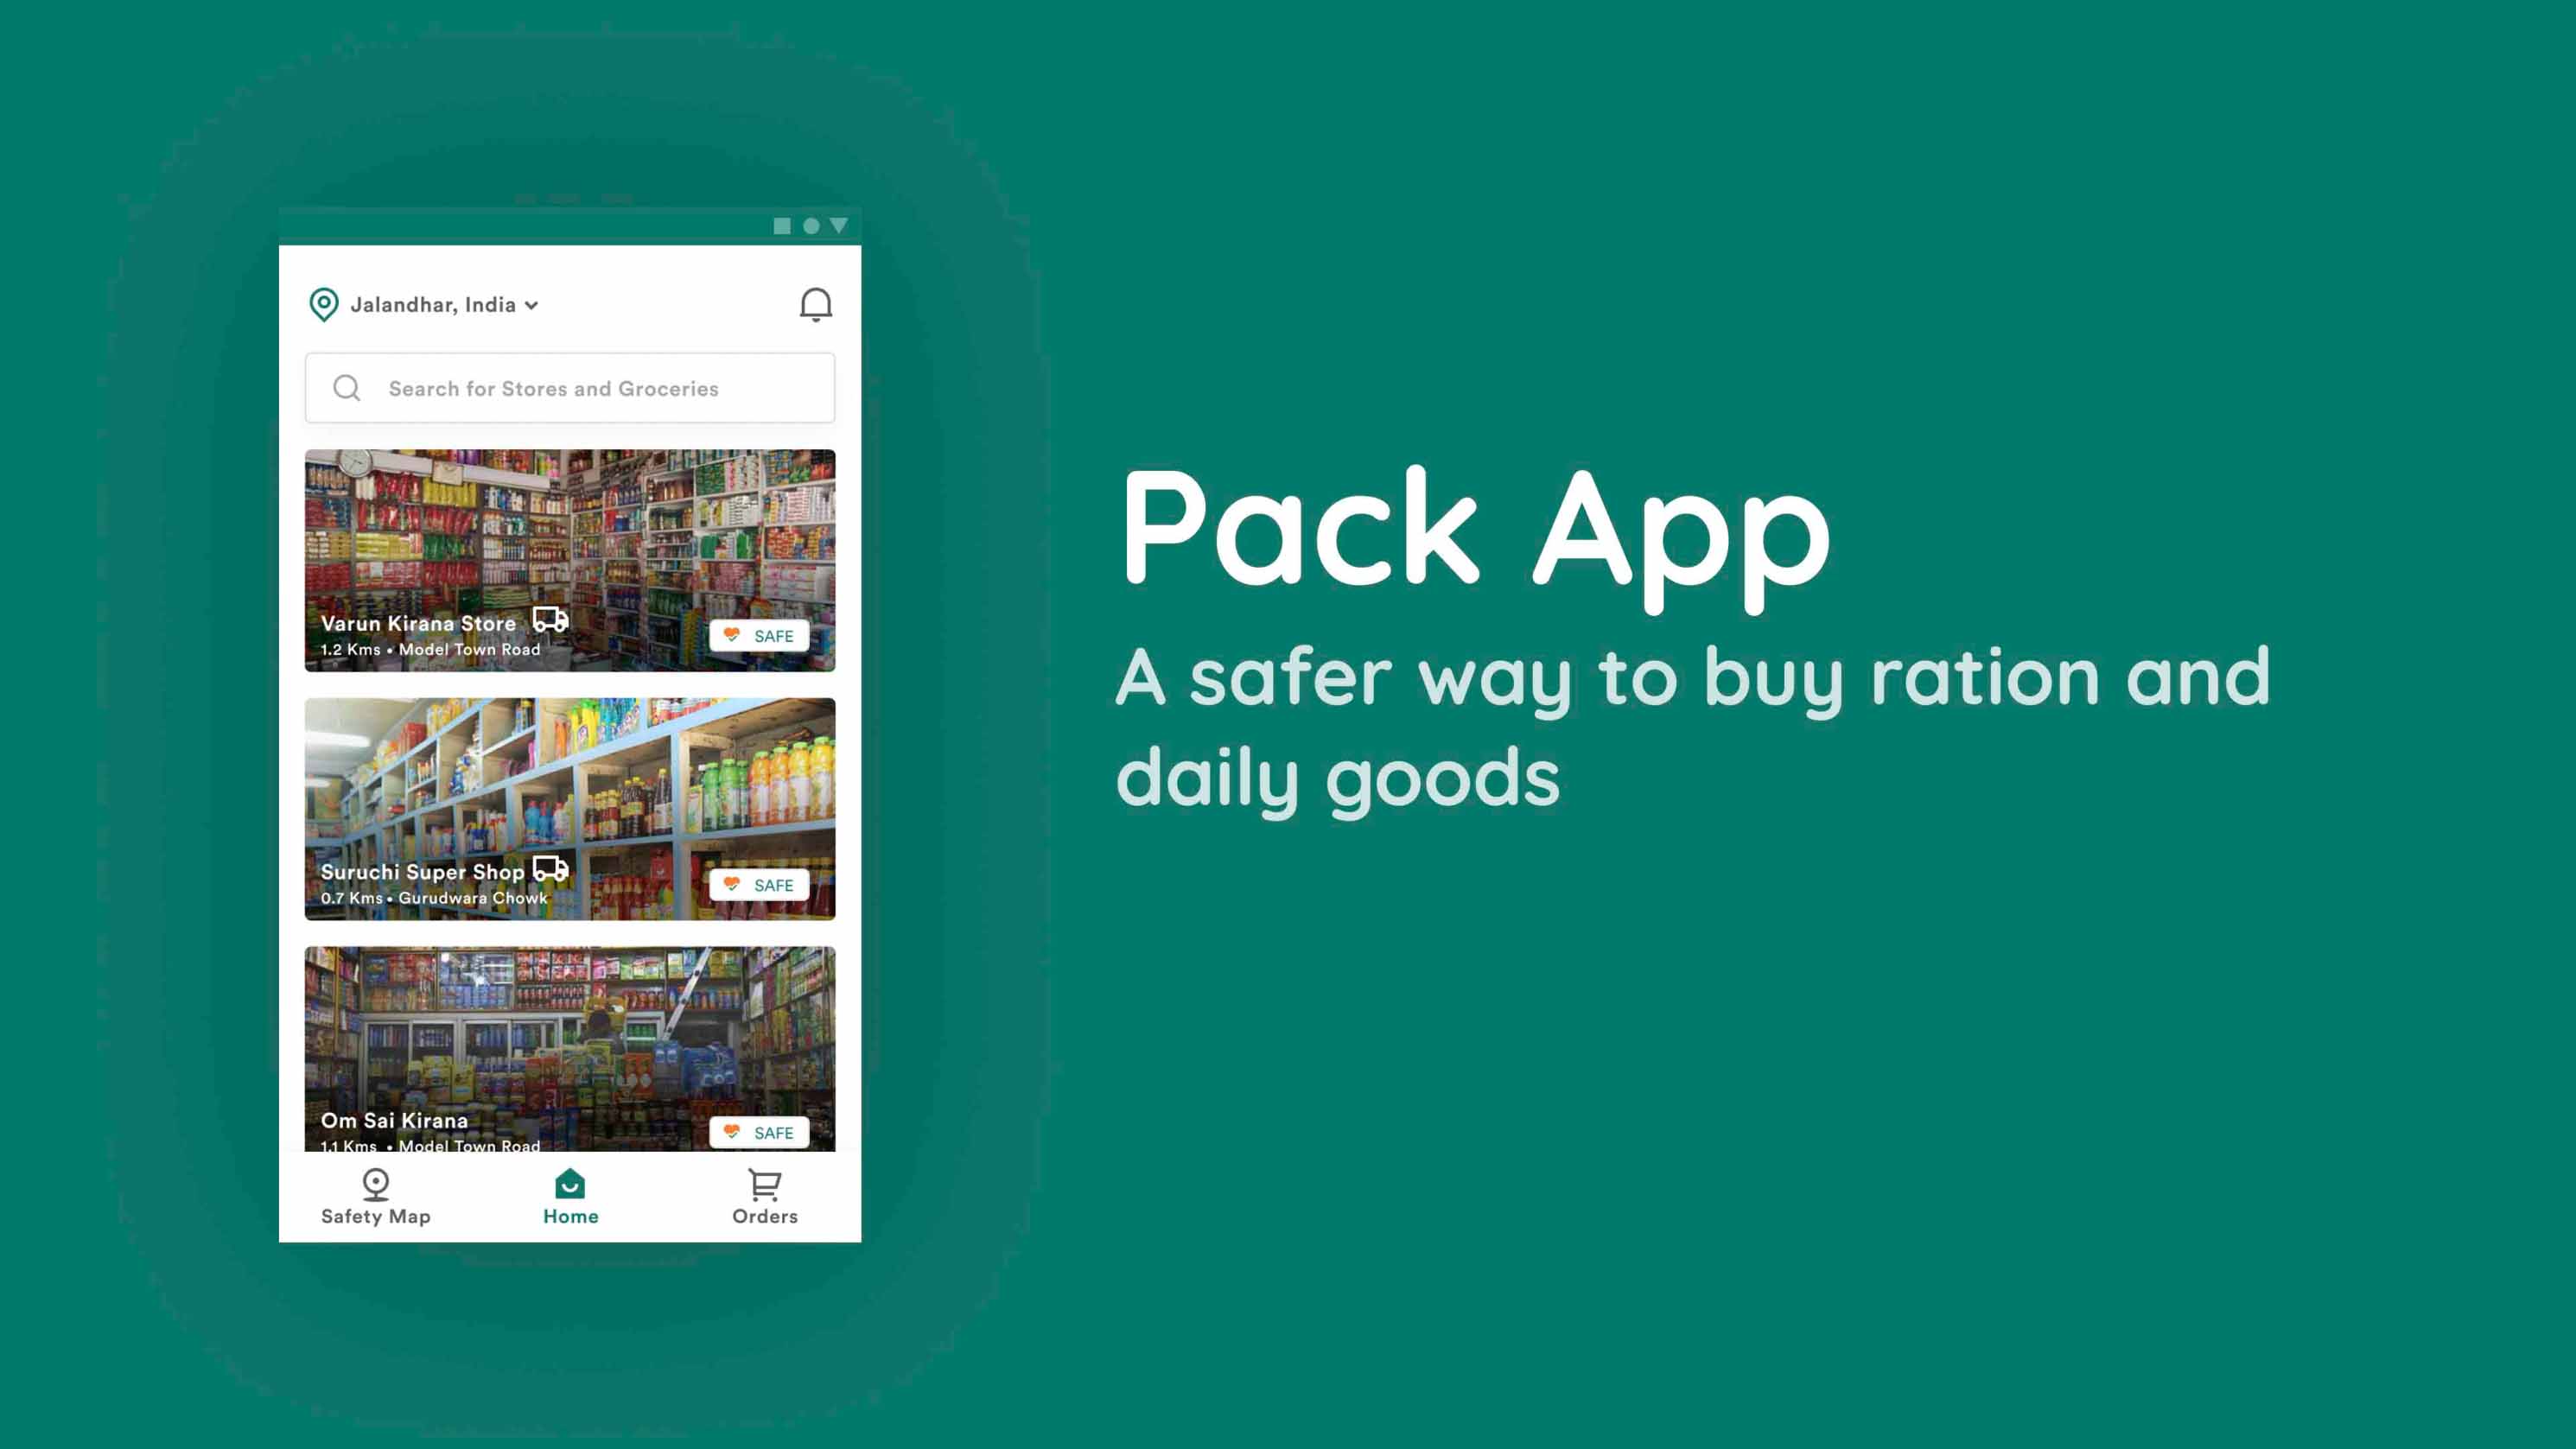 Jalandhar, India
Search for Stores and Groceries
Varun Kirana Store
1.2 Kms • Model Town Road
SAFE
Suruchi Super Shop
0.7 Kms • Gurudwara Chowk
SAFE
Om Sai Kirana
1.1 Kms • Model Town Road
SAFE
Safety Map
Home
Orders
Pack App
A safer way to buy ration and
daily goods